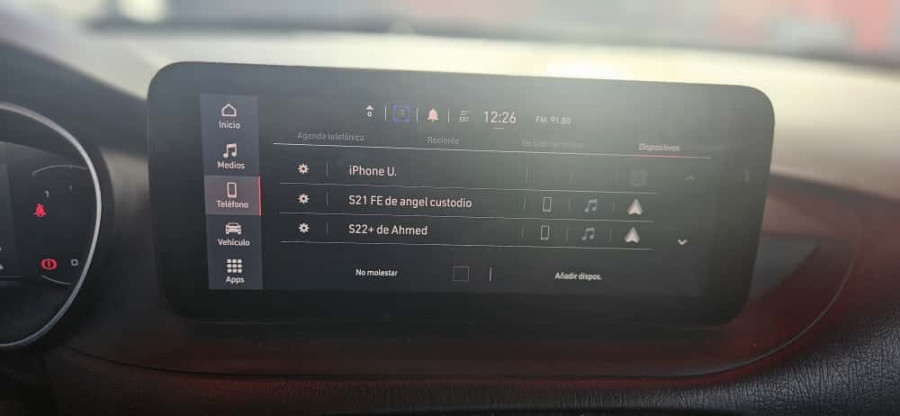 12:26 FM 91.80
Agenda telefónica Reciente Dispositivos
Inicio
Medios
Teléfono
Vehículo
Apps
iPhone U.
S21 FE de angel custodio
S22+ de Ahmed
No molestar Añadir dispos.